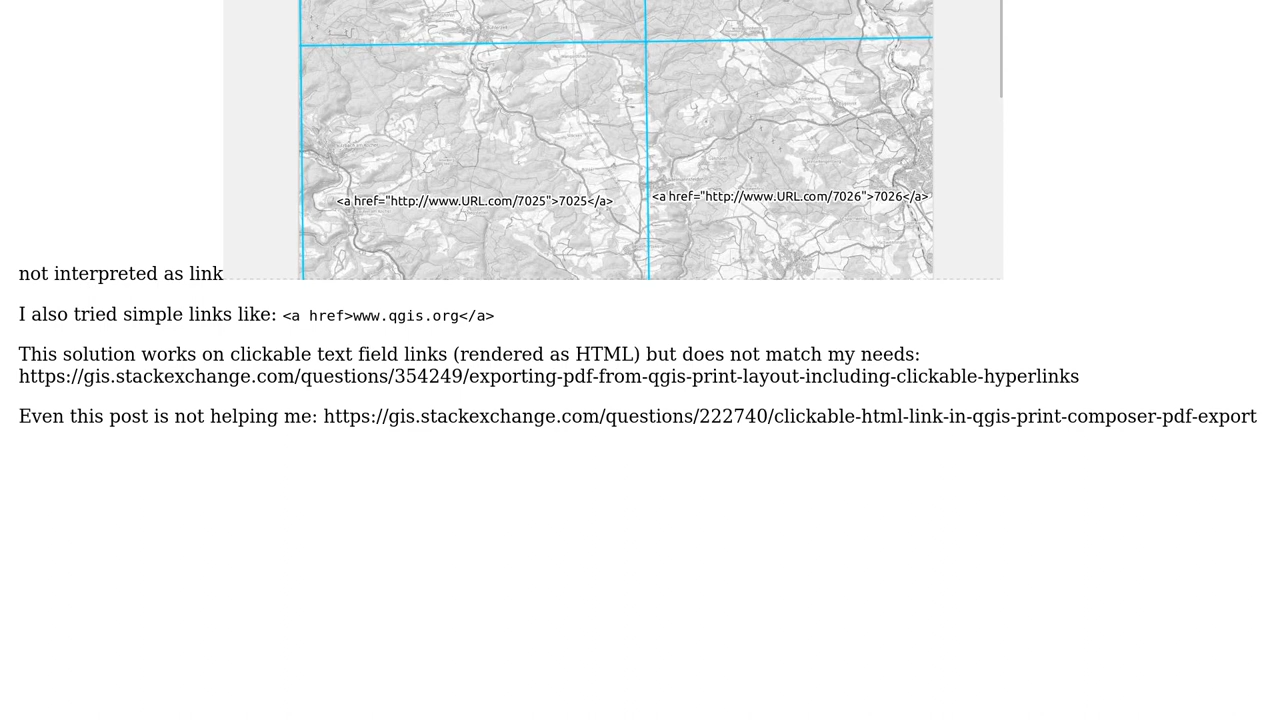 <a href="http://www.URL.com/7025">7025</a>
<a href="http://www.URL.com/7026">7026</a>
not interpreted as link
I also tried simple links like: <a href>www.qgis.org</a>
This solution works on clickable text field links (rendered as HTML) but does not match my needs:
https://gis.stackexchange.com/questions/354249/exporting-pdf-from-qgis-print-layout-including-clickable-hyperlinks
Even this post is not helping me: https://gis.stackexchange.com/questions/222740/clickable-html-link-in-qgis-print-composer-pdf-export